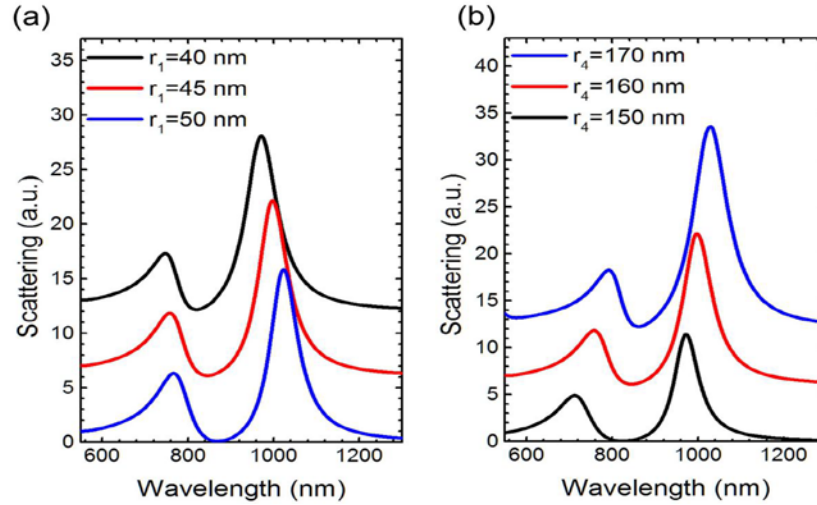 (a)
35
30
25
20
15
10
5
0
Scattering (a.u.)
r₁=40 nm
r₁=45 nm
r₁=50 nm
600 800 1000 1200
Wavelength (nm)
(b)
40
35
30
25
20
15
10
5
0
Scattering (a.u.)
r₄=170 nm
r₄=160 nm
r₄=150 nm
600 800 1000 1200
Wavelength (nm)